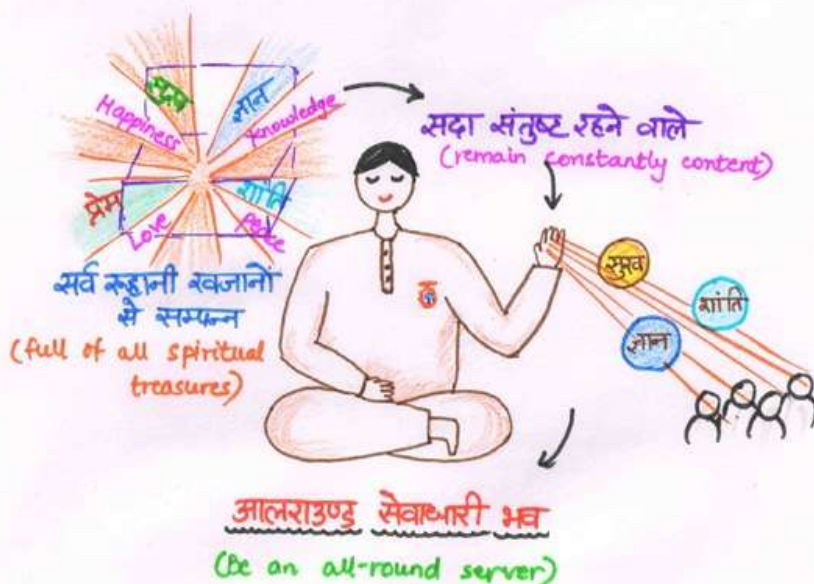 सुख
Happiness
ज्ञान
Knowledge
प्रेम
Love
शांति
Peace
सर्व रूहानी खजानों
से सम्पन्न
(full of all spiritual
treasures)
सदा संतुष्ट रहने वाले
(remain constantly content)
सुख
शांति
ज्ञान
आलराउण्ड सेवाधारी भव
(Be an all-round server)